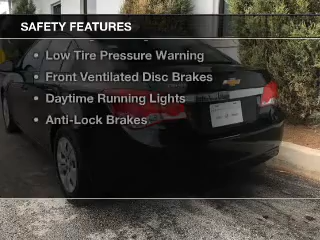 SAFETY FEATURES
• Low Tire Pressure Warning
• Front Ventilated Disc Brakes
• Daytime Running Lights
• Anti-Lock Brakes